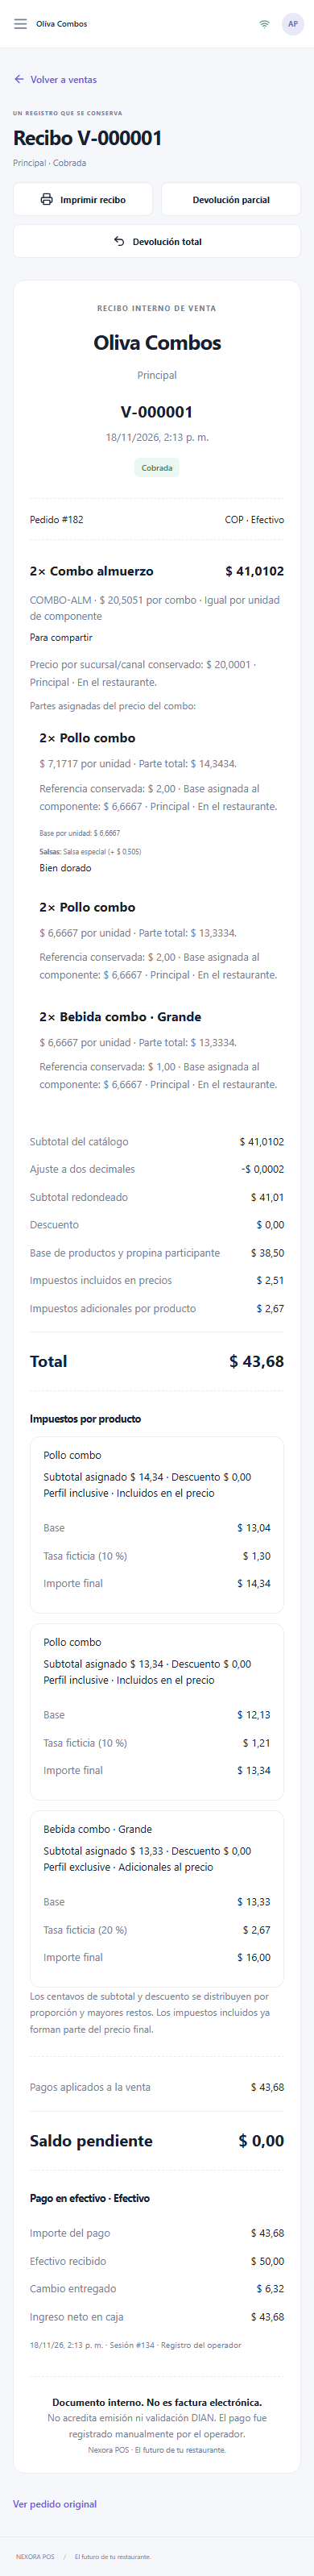 Oliva Combos
AP
Volver a ventas
UN REGISTRO QUE SE CONSERVA
Recibo V-000001
Principal · Cobrada
Imprimir recibo
Devolución parcial
Devolución total
RECIBO INTERNO DE VENTA
Oliva Combos
Principal
V-000001
18/11/2026, 2:13 p. m.
Cobrada
Pedido #182 COP · Efectivo
2× Combo almuerzo $ 41,0102
COMBO-ALM · $ 20,5051 por combo · Igual por unidad
de componente
Para compartir
Precio por sucursal/canal conservado: $ 20,0001 ·
Principal · En el restaurante.
Partes asignadas del precio del combo:
2× Pollo combo
$ 7,1717 por unidad · Parte total: $ 14,3434.
Referencia conservada: $ 2,00 · Base asignada al
componente: $ 6,6667 · Principal · En el restaurante.
Base por unidad: $ 6,6667
Salsas: Salsa especial (+ $ 0,505)
Bien dorado
2× Pollo combo
$ 6,6667 por unidad · Parte total: $ 13,3334.
Referencia conservada: $ 2,00 · Base asignada al
componente: $ 6,6667 · Principal · En el restaurante.
2× Bebida combo · Grande
$ 6,6667 por unidad · Parte total: $ 13,3334.
Referencia conservada: $ 1,00 · Base asignada al
componente: $ 6,6667 · Principal · En el restaurante.
Subtotal del catálogo $ 41,0102
Ajuste a dos decimales -$ 0,0002
Subtotal redondeado $ 41,01
Descuento $ 0,00
Base de productos y propina participante $ 38,50
Impuestos incluidos en precios $ 2,51
Impuestos adicionales por producto $ 2,67
Total $ 43,68
Impuestos por producto
Pollo combo
Subtotal asignado $ 14,34 · Descuento $ 0,00
Perfil inclusive · Incluidos en el precio
Base $ 13,04
Tasa ficticia (10 %) $ 1,30
Importe final $ 14,34
Pollo combo
Subtotal asignado $ 13,34 · Descuento $ 0,00
Perfil inclusive · Incluidos en el precio
Base $ 12,13
Tasa ficticia (10 %) $ 1,21
Importe final $ 13,34
Bebida combo · Grande
Subtotal asignado $ 13,33 · Descuento $ 0,00
Perfil exclusive · Adicionales al precio
Base $ 13,33
Tasa ficticia (20 %) $ 2,67
Importe final $ 16,00
Los centavos de subtotal y descuento se distribuyen por
proporción y mayores restos. Los impuestos incluidos ya
forman parte del precio final.
Pagos aplicados a la venta $ 43,68
Saldo pendiente $ 0,00
Pago en efectivo · Efectivo
Importe del pago $ 43,68
Efectivo recibido $ 50,00
Cambio entregado $ 6,32
Ingreso neto en caja $ 43,68
18/11/26, 2:13 p. m. · Sesión #134 · Registro del operador
Documento interno. No es factura electrónica.
No acredita emisión ni validación DIAN. El pago fue
registrado manualmente por el operador.
Nexora POS · El futuro de tu restaurante.
Ver pedido original
NEXORA POS / El futuro de tu restaurante.